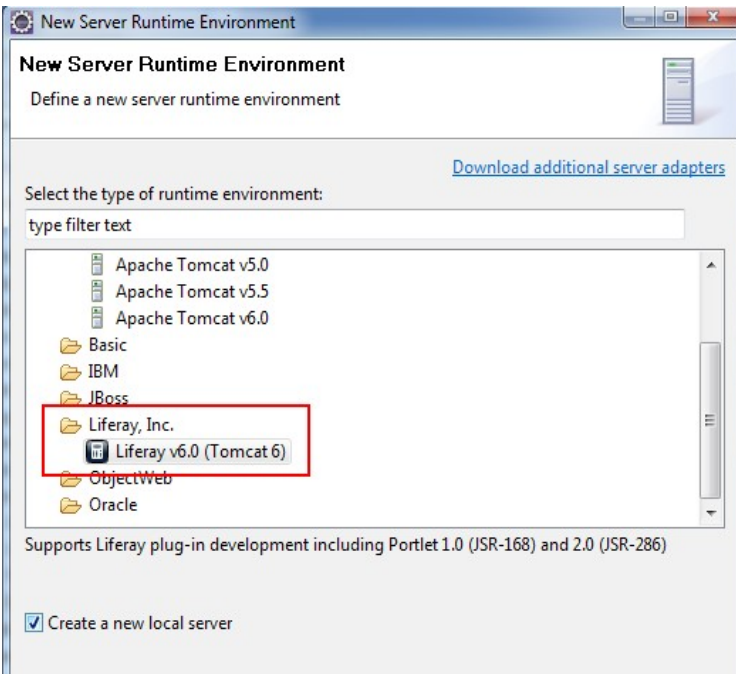 New Server Runtime Environment
New Server Runtime Environment
Define a new server runtime environment
Download additional server adapters
Select the type of runtime environment:
type filter text
Apache Tomcat v5.0
Apache Tomcat v5.5
Apache Tomcat v6.0
Basic
IBM
JBoss
Liferay, Inc.
Liferay v6.0 (Tomcat 6)
ObjectWeb
Oracle
Supports Liferay plug-in development including Portlet 1.0 (JSR-168) and 2.0 (JSR-286)
Create a new local server